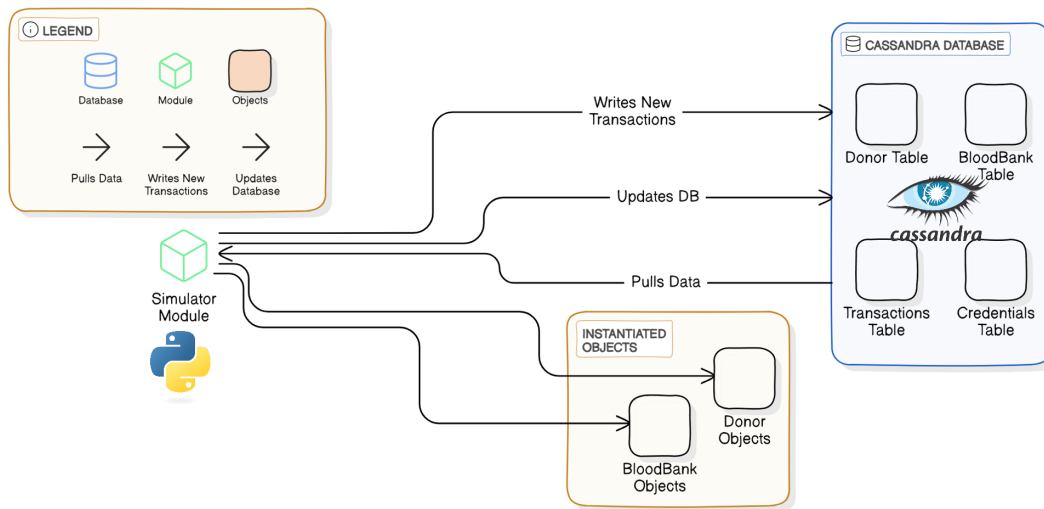 LEGEND
Database
Module
Objects
Pulls Data
Writes New
Transactions
Updates
Database
Simulator
Module
Writes New
Transactions
Updates DB
Pulls Data
CASSANDRA DATABASE
Donor Table
BloodBank
Table
cassandra
Transactions
Table
Credentials
Table
INSTANTIATED
OBJECTS
Donor
Objects
BloodBank
Objects